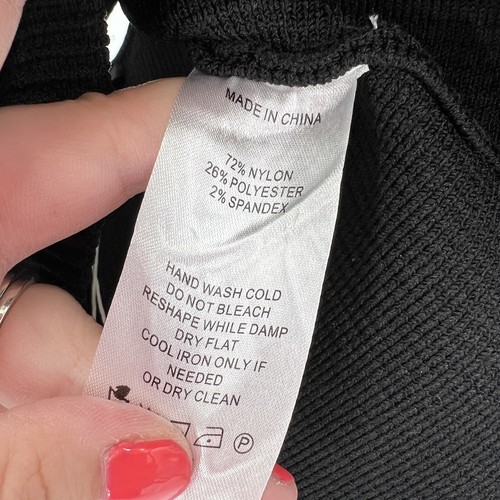 MADE IN CHINA
72% NYLON
26% POLYESTER
2% SPANDEX
HAND WASH COLD
DO NOT BLEACH
RESHAPE WHILE DAMP
DRY FLAT
COOL IRON ONLY IF
NEEDED
OR DRY CLEAN
P